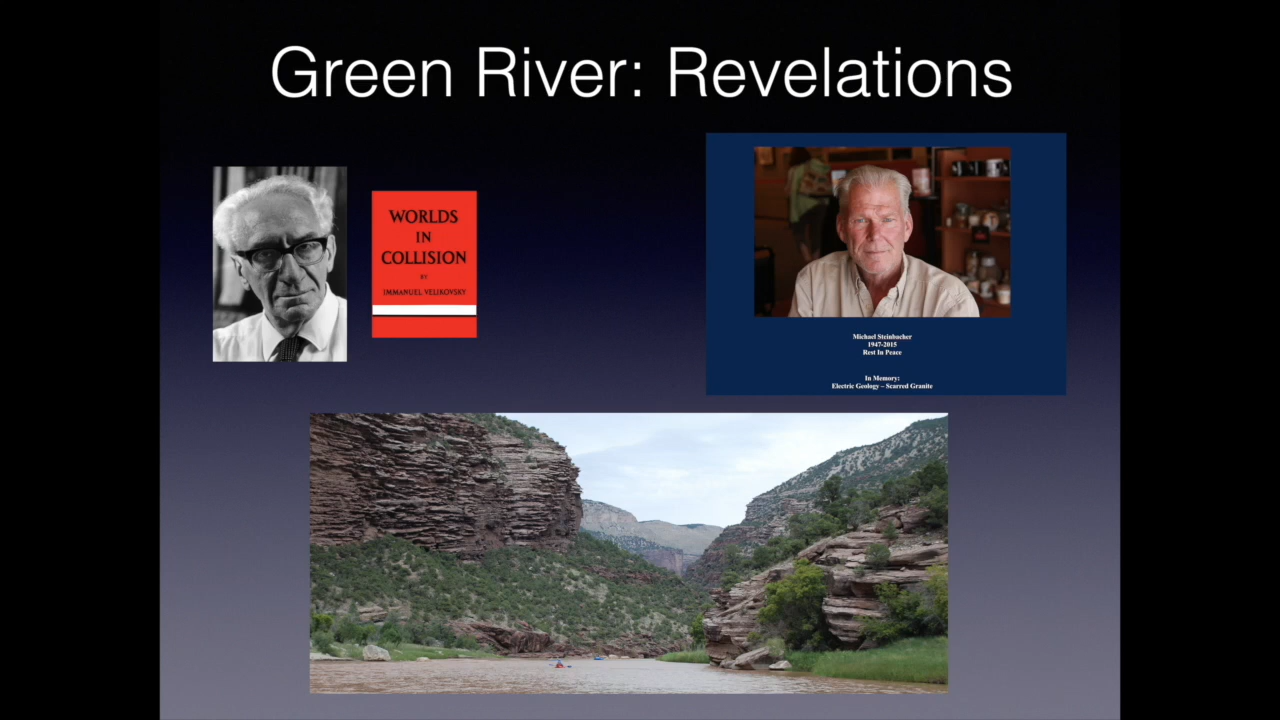 Green River: Revelations
WORLDS
IN
COLLISION
BY
IMMANUEL VELIKOVSKY
Michael Steinbacher
1947-2015
Rest In Peace
In Memory:
Electric Geology – Scarred Granite